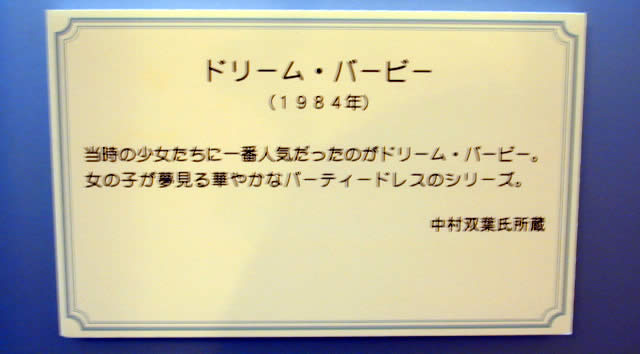 ドリーム・バービー
（１９８４年）
当時の少女たちに一番人気だったのがドリーム・バービー。
女の子が夢見る華やかなパーティードレスのシリーズ。
中村双葉氏所蔵